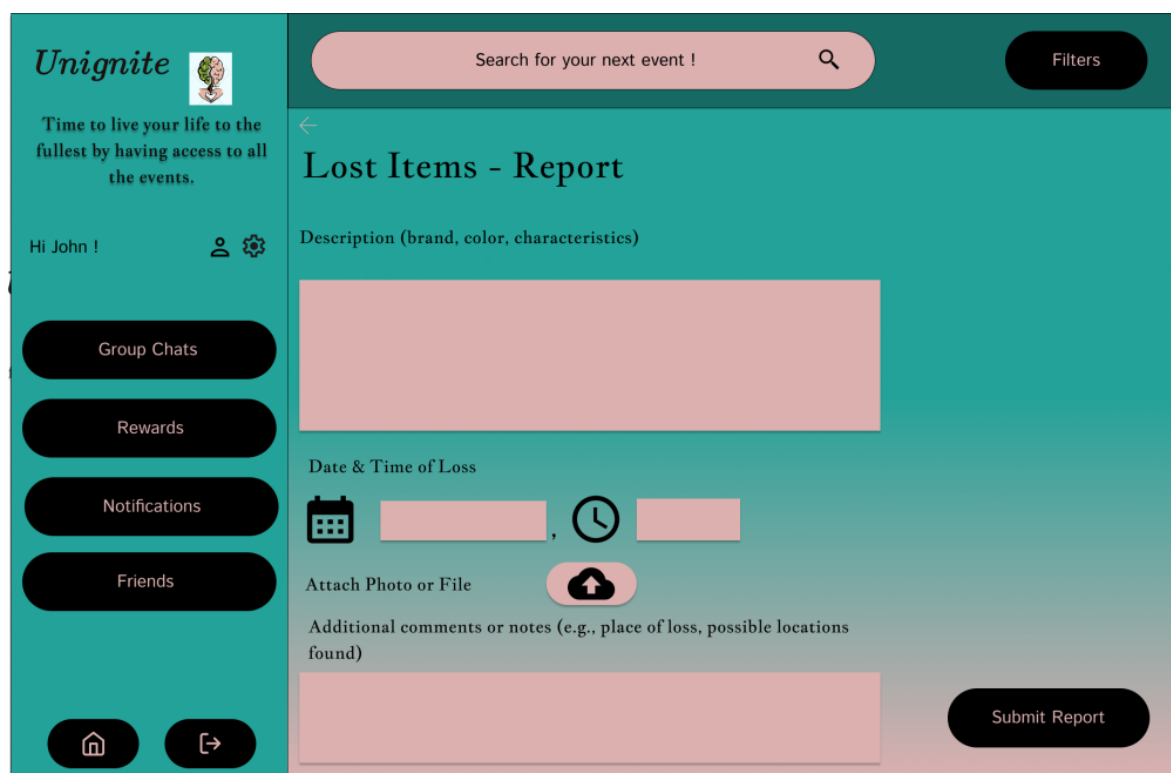 Unignite
Time to live your life to the
fullest by having access to all
the events.
Hi John !
Group Chats
Rewards
Notifications
Friends
Search for your next event !
Filters
Lost Items - Report
Description (brand, color, characteristics)
Date & Time of Loss
,
Attach Photo or File
Additional comments or notes (e.g., place of loss, possible locations
found)
Submit Report